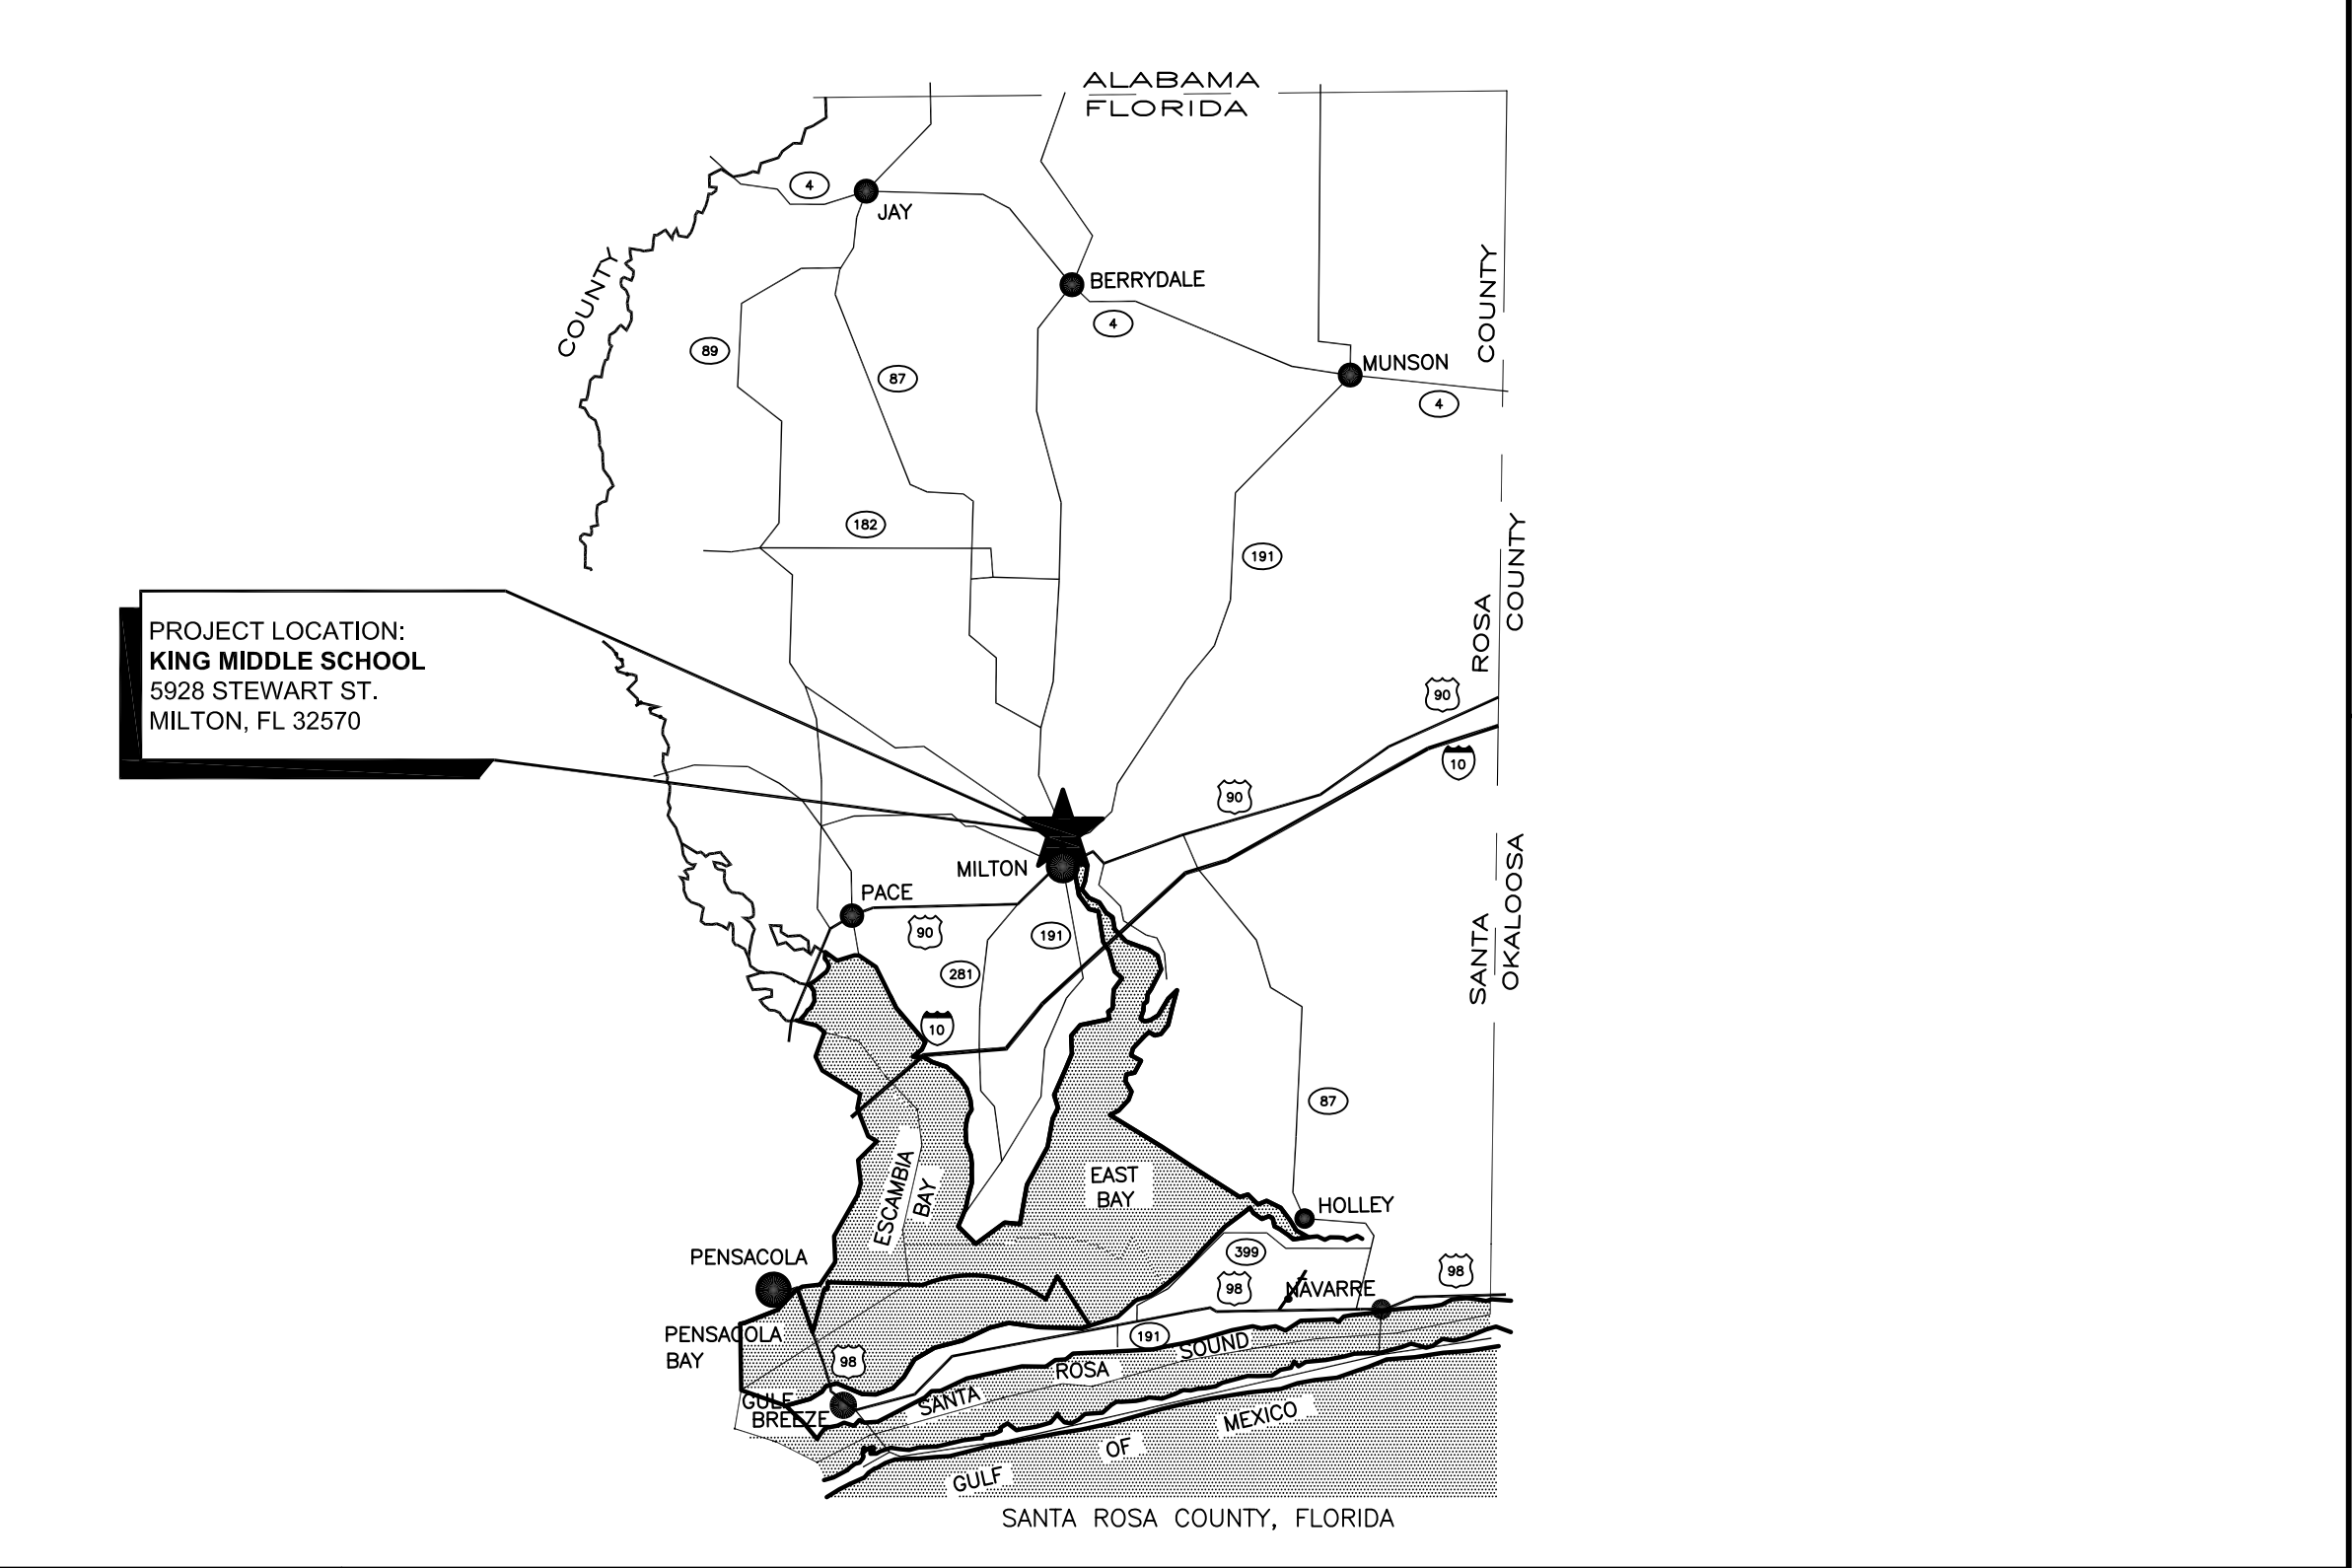 ALABAMA
FLORIDA
4
JAY
COUNTY
BERRYDALE
4
COUNTY
89
87
MUNSON
4
182
191
COUNTY
ROSA
PROJECT LOCATION:
KING MIDDLE SCHOOL
5928 STEWART ST.
MILTON, FL 32570
90
10
90
MILTON
PACE
90
191
281
SANTA
OKALOOSA
10
87
ESCAMBIA
BAY
EAST
BAY
HOLLEY
PENSACOLA
399
98
NAVARRE
98
PENSACOLA
BAY
98
191
SANTA ROSA SOUND
GULF
BREEZE
GULF OF MEXICO
SANTA ROSA COUNTY, FLORIDA